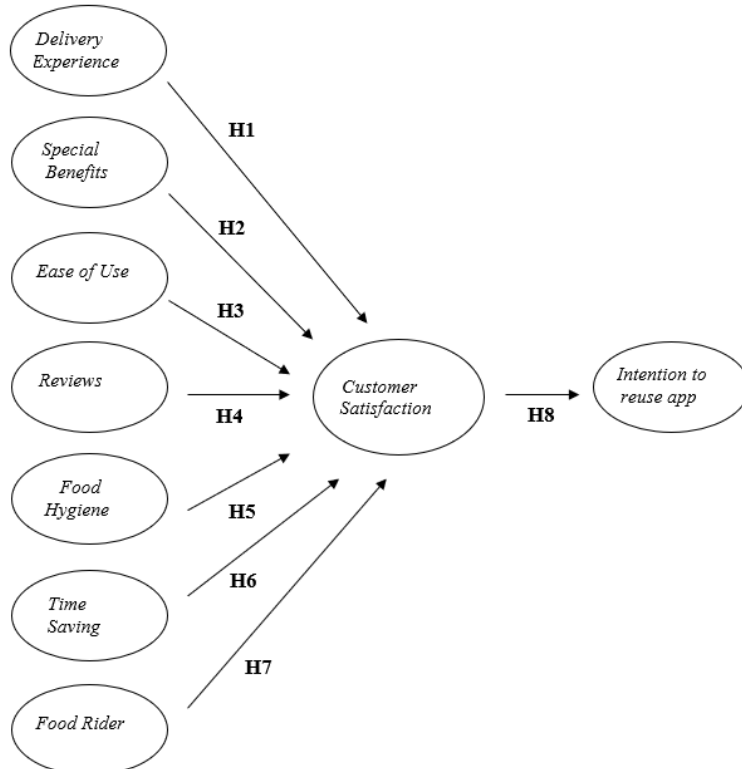 Delivery
Experience
H1
Special
Benefits
H2
Ease of Use
H3
Reviews
H4
Customer
Satisfaction
H8
Intention to
reuse app
Food
Hygiene
H5
Time
Saving
H6
Food Rider
H7